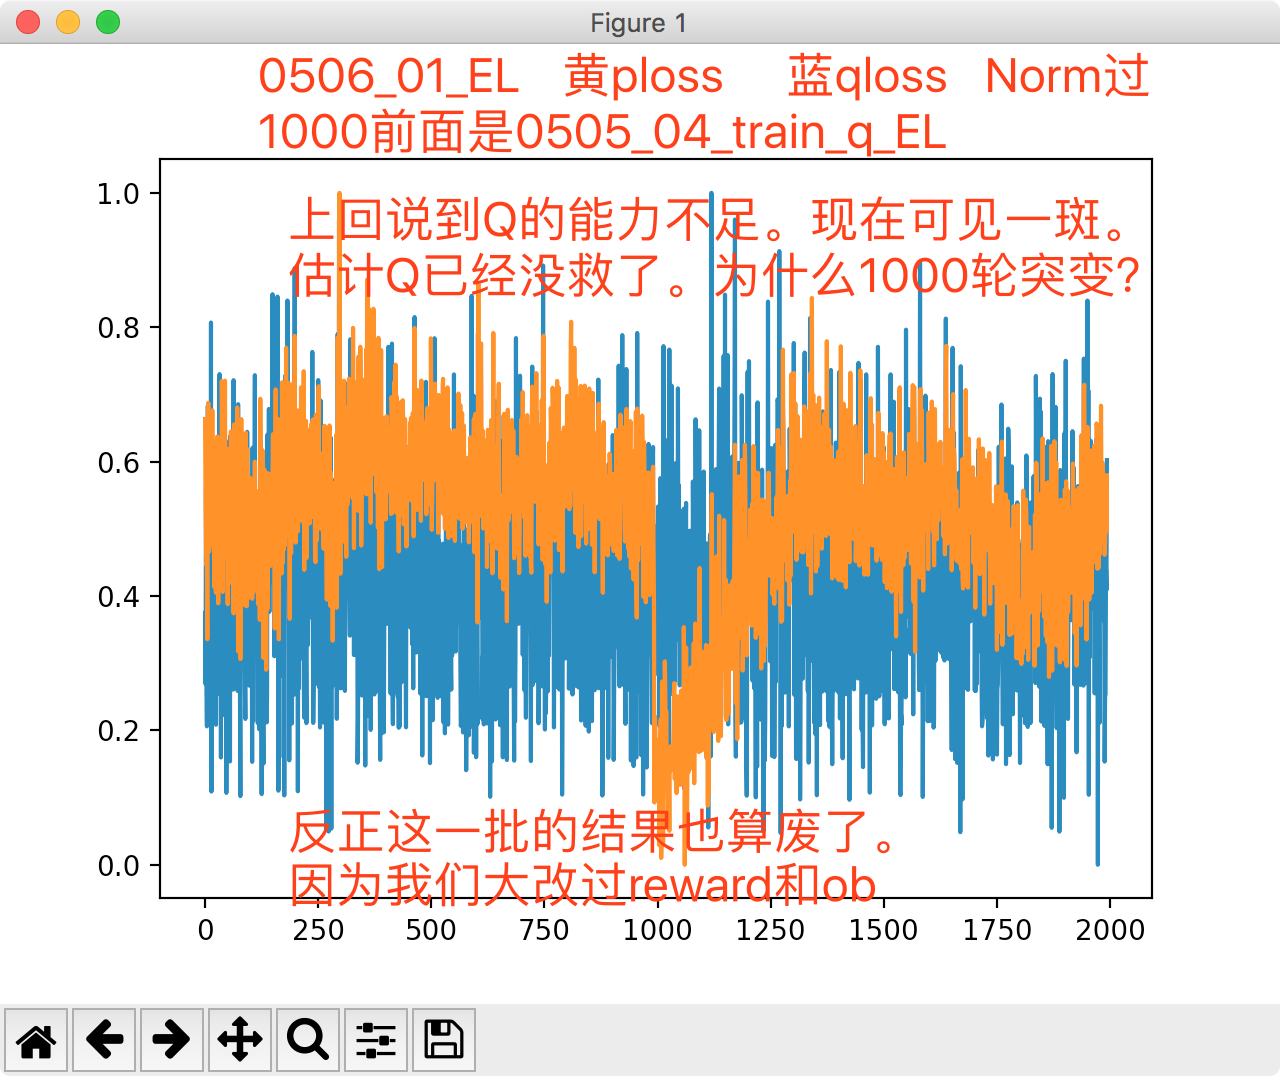 Figure 1
0506_01_EL 黄ploss 蓝qloss Norm过
1000前面是0505_04_train_q_EL
1.0
上回说到Q的能力不足。现在可见一斑。
估计Q已经没救了。为什么1000轮突变?
0.8
0.6
0.4
0.2
反正这一批的结果也算废了。
0.0
因为我们大改过reward和ob
0 250 500 750 1000 1250 1500 1750 2000